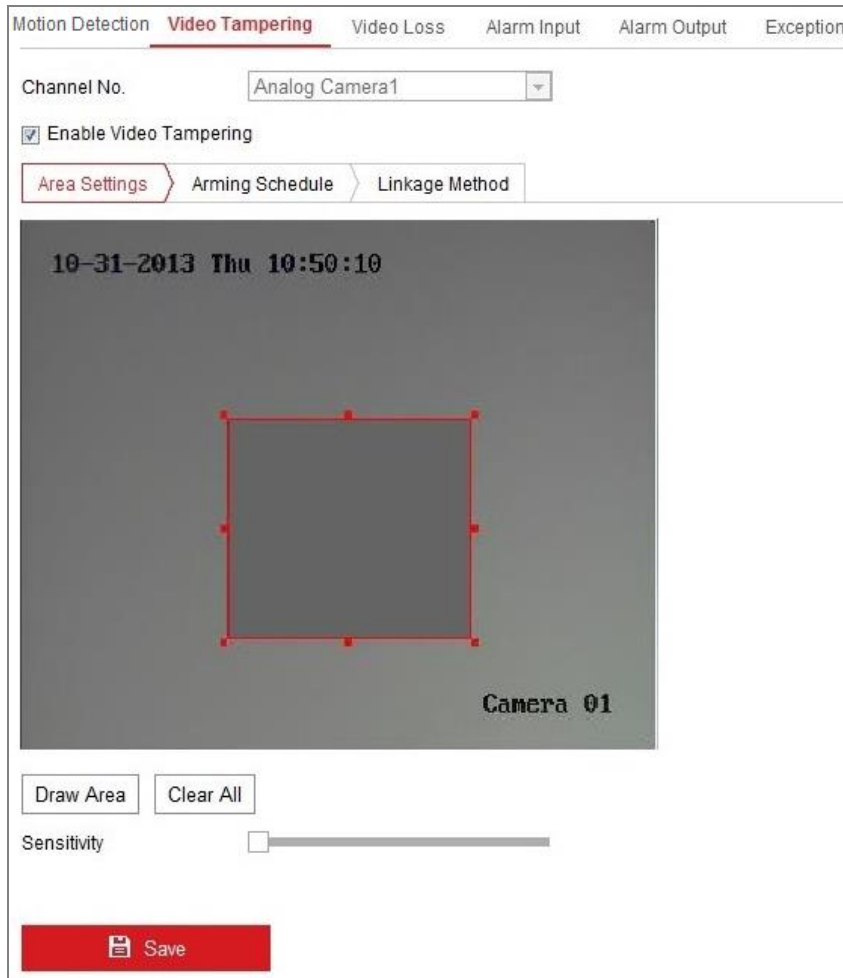 Motion Detection Video Tampering Video Loss Alarm Input Alarm Output Exception
Channel No. Analog Camera1
Enable Video Tampering
Area Settings Arming Schedule Linkage Method
10-31-2013 Thu 10:50:10
Camera 01
Draw Area Clear All
Sensitivity
Save